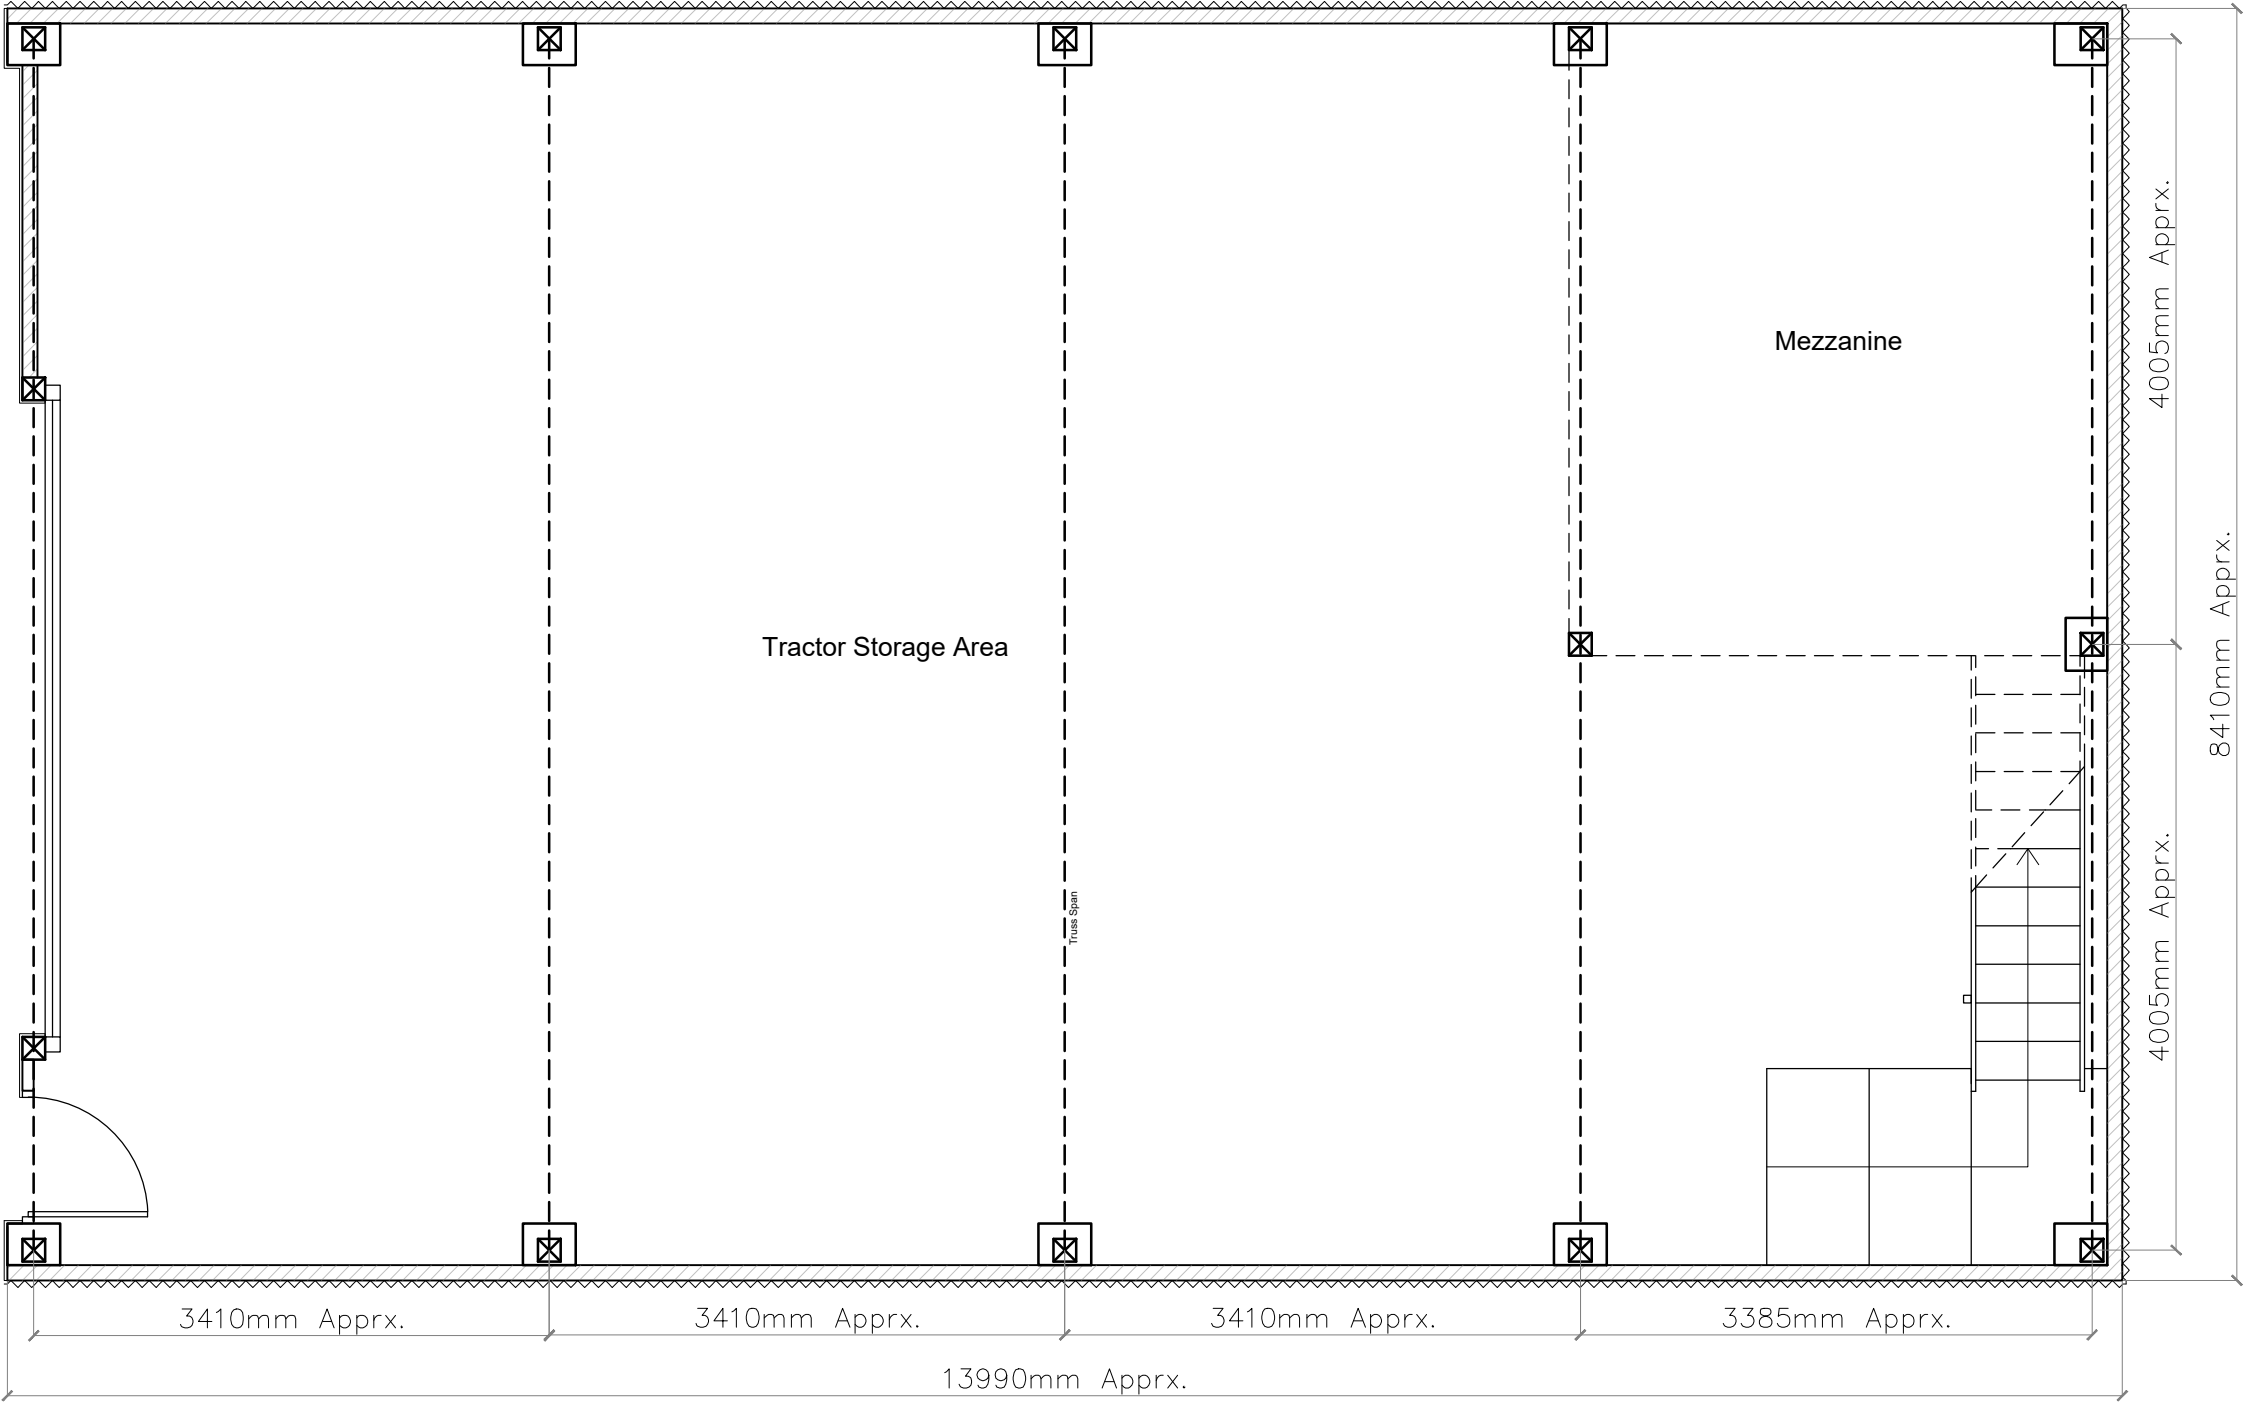 4005mm Apprx.
Mezzanine
8410mm Apprx.
Tractor Storage Area
Truss Span
4005mm Apprx.
3410mm Apprx.
3410mm Apprx.
3410mm Apprx.
3385mm Apprx.
13990mm Apprx.